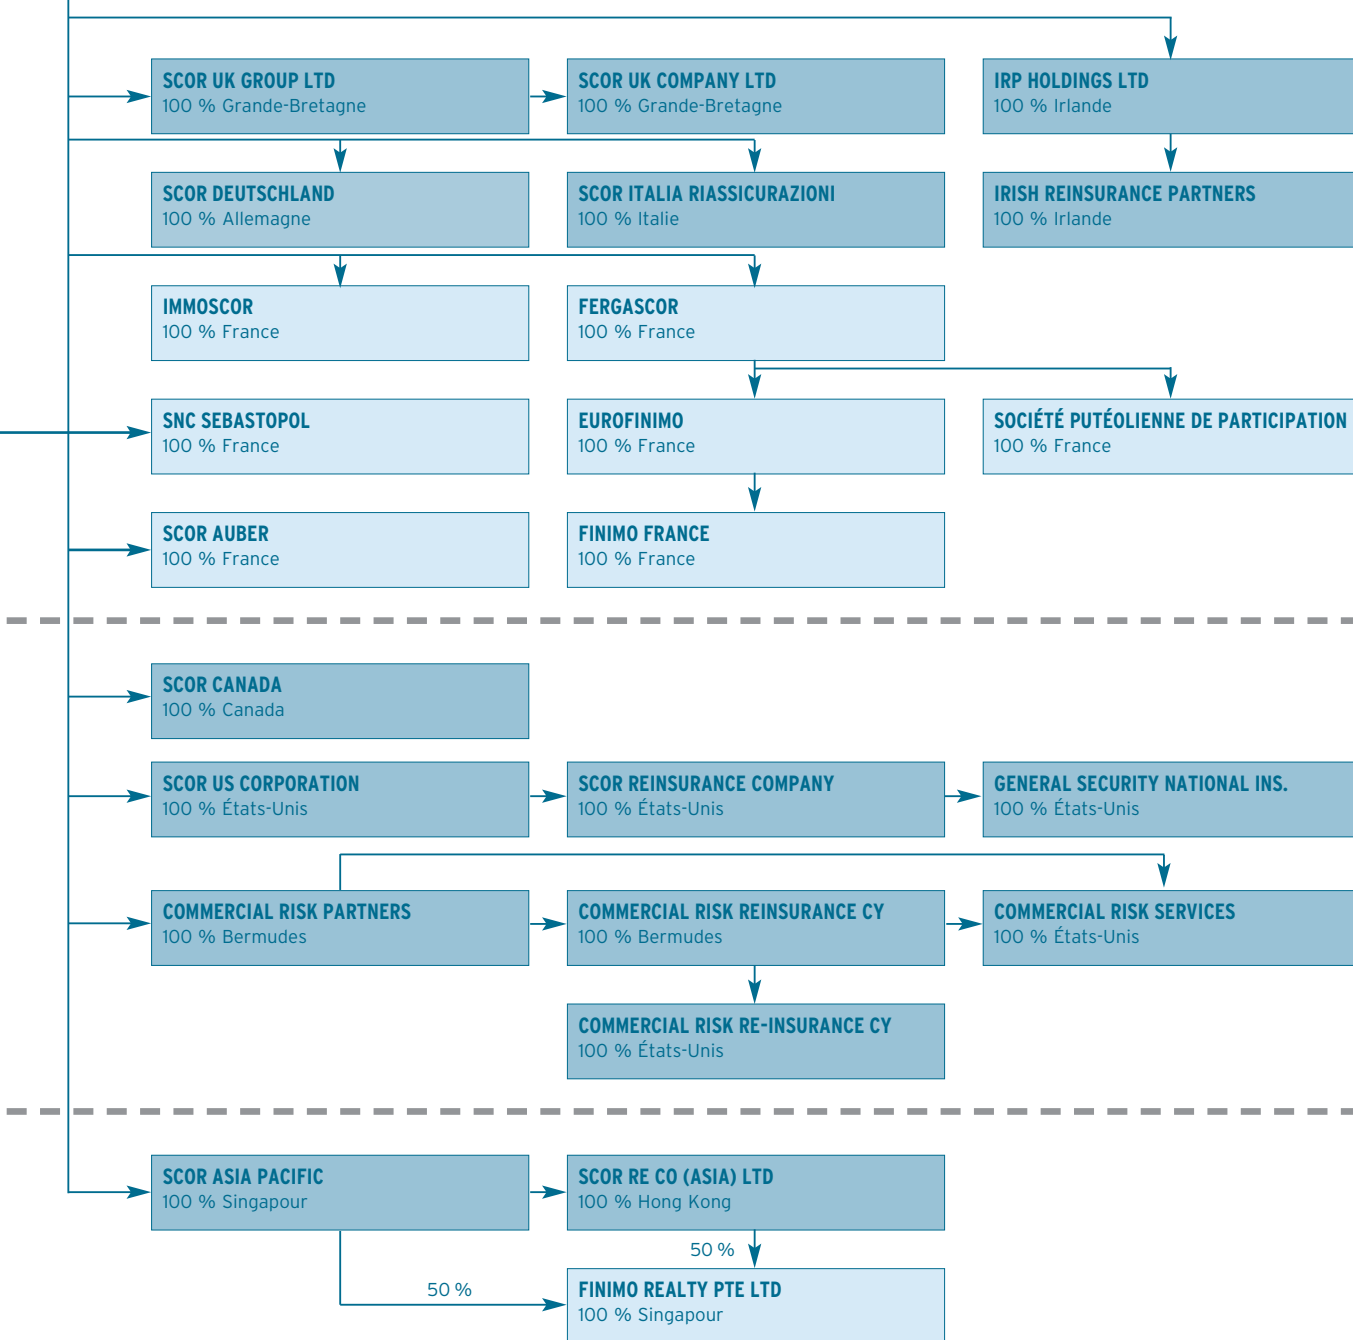 SCOR UK GROUP LTD
100 % Grande-Bretagne
SCOR UK COMPANY LTD
100 % Grande-Bretagne
IRP HOLDINGS LTD
100 % Irlande
SCOR DEUTSCHLAND
100 % Allemagne
SCOR ITALIA RIASSICURAZIONI
100 % Italie
IRISH REINSURANCE PARTNERS
100 % Irlande
IMMOSCOR
100 % France
FERGASCOR
100 % France
SNC SEBASTOPOL
100 % France
EUROFINIMO
100 % France
SOCIÉTÉ PUTÉOLIENNE DE PARTICIPATION
100 % France
SCOR AUBER
100 % France
FINIMO FRANCE
100 % France
SCOR CANADA
100 % Canada
SCOR US CORPORATION
100 % États-Unis
SCOR REINSURANCE COMPANY
100 % États-Unis
GENERAL SECURITY NATIONAL INS.
100 % États-Unis
COMMERCIAL RISK PARTNERS
100 % Bermudes
COMMERCIAL RISK REINSURANCE CY
100 % Bermudes
COMMERCIAL RISK SERVICES
100 % États-Unis
COMMERCIAL RISK RE-INSURANCE CY
100 % États-Unis
SCOR ASIA PACIFIC
100 % Singapour
SCOR RE CO (ASIA) LTD
100 % Hong Kong
50 %
50 %
FINIMO REALTY PTE LTD
100 % Singapour